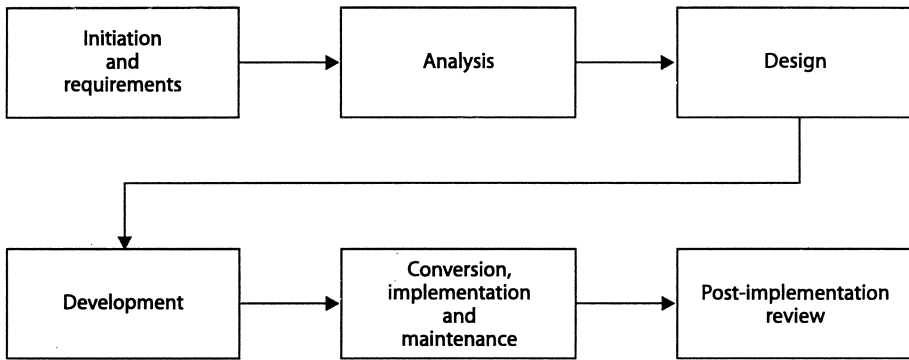 Initiation
and
requirements
Analysis
Design
Development
Conversion,
implementation
and
maintenance
Post-implementation
review